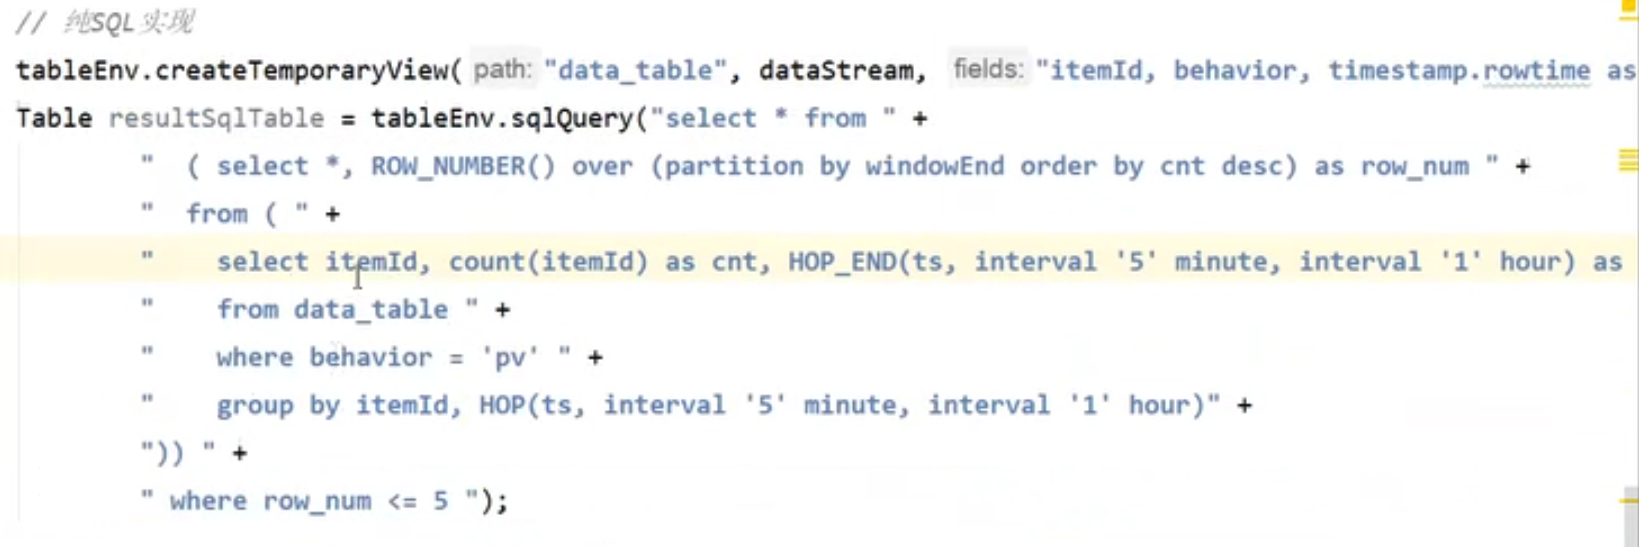 // 纯SQL实现
tableEnv.createTemporaryView( path: "data_table", dataStream, fields: "itemId, behavior, timestamp.rowtime as
Table resultSqlTable = tableEnv.sqlQuery("select * from " +
"  ( select *, ROW_NUMBER() over (partition by windowEnd order by cnt desc) as row_num " +
"  from ( " +
"    select itemId, count(itemId) as cnt, HOP_END(ts, interval '5' minute, interval '1' hour) as
"    from data_table " +
"    where behavior = 'pv' " +
"    group by itemId, HOP(ts, interval '5' minute, interval '1' hour)" +
")) " +
" where row_num <= 5 ");